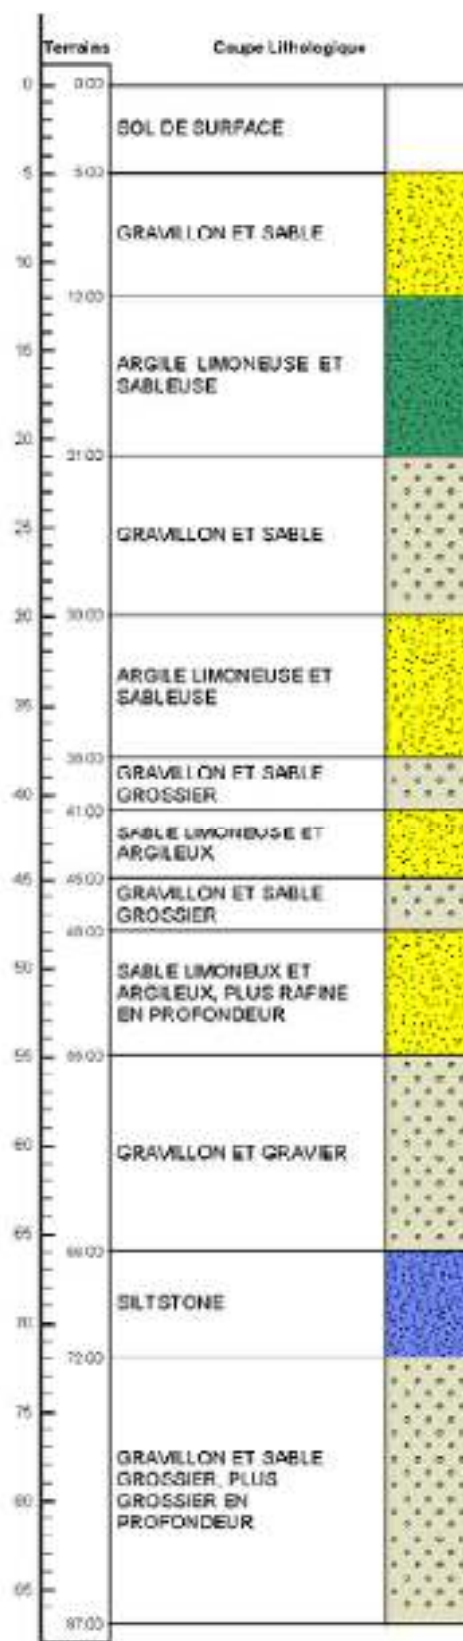 Terrains Coupe Lithologique
0 0.00
SOL DE SURFACE
5 5.00
GRAVILLON ET SABLE
10
12.00
15
ARGILE LIMONEUSE ET
SABLEUSE
20
21.00
25
GRAVILLON ET SABLE
30 30.00
ARGILE LIMONEUSE ET
SABLEUSE
35
38.00
GRAVILLON ET SABLE
GROSSIER
40
41.00
SABLE LIMONEUSE ET
ARGILEUX
45 45.00
GRAVILLON ET SABLE
GROSSIER
48.00
50
SABLE LIMONEUX ET
ARGILEUX, PLUS RAFINE
EN PROFONDEUR
55 55.00
60
GRAVILLON ET GRAVIER
65
66.00
SILTSTONE
70
72.00
75
GRAVILLON ET SABLE
GROSSIER, PLUS
80
GROSSIER EN
PROFONDEUR
85
87.00